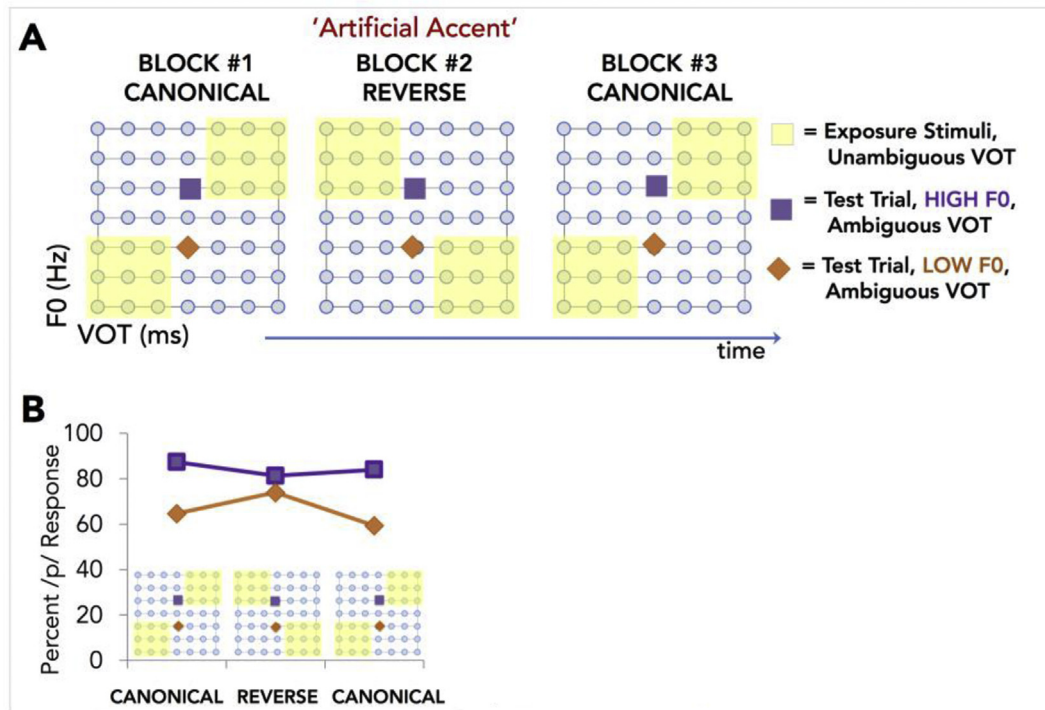 A
'Artificial Accent'
BLOCK #1
CANONICAL
BLOCK #2
REVERSE
BLOCK #3
CANONICAL
= Exposure Stimuli,
Unambiguous VOT
= Test Trial, HIGH F0,
Ambiguous VOT
= Test Trial, LOW F0,
Ambiguous VOT
F0 (Hz)
VOT (ms)
time
B
Percent /p/ Response
100
80
60
40
20
0
CANONICAL REVERSE CANONICAL